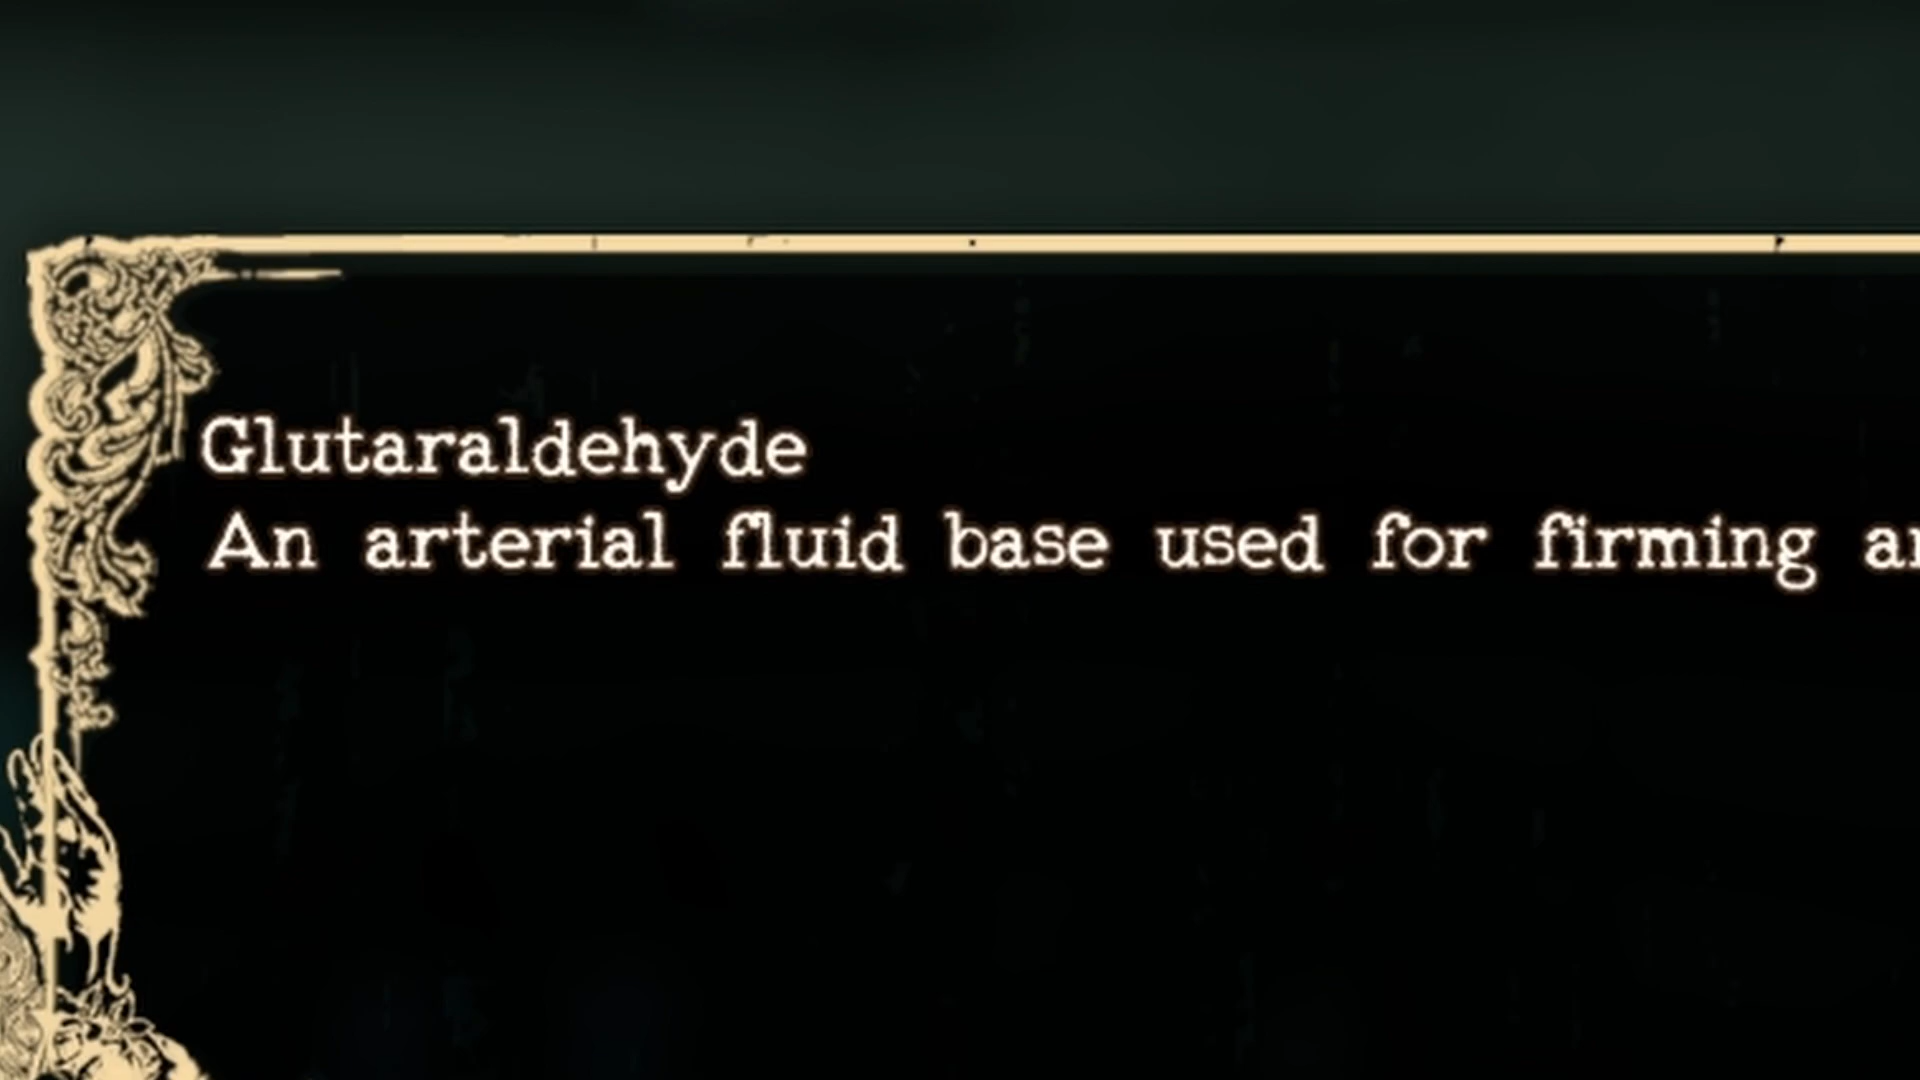 Glutaraldehyde
An arterial fluid base used for firming